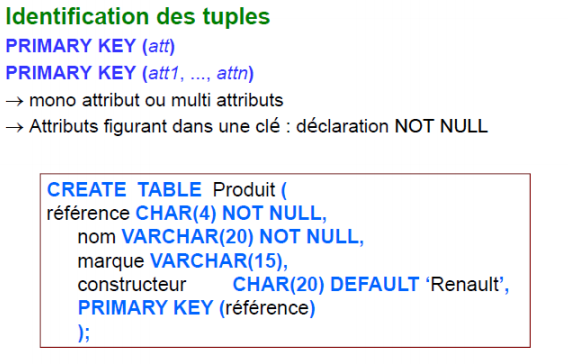 Identification des tuples
PRIMARY KEY (att)
PRIMARY KEY (att1, ..., attn)
→ mono attribut ou multi attributs
→ Attributs figurant dans une clé : déclaration NOT NULL
CREATE TABLE Produit (
référence CHAR(4) NOT NULL,
nom VARCHAR(20) NOT NULL,
marque VARCHAR(15),
constructeur CHAR(20) DEFAULT ‘Renault’,
PRIMARY KEY (référence)
);